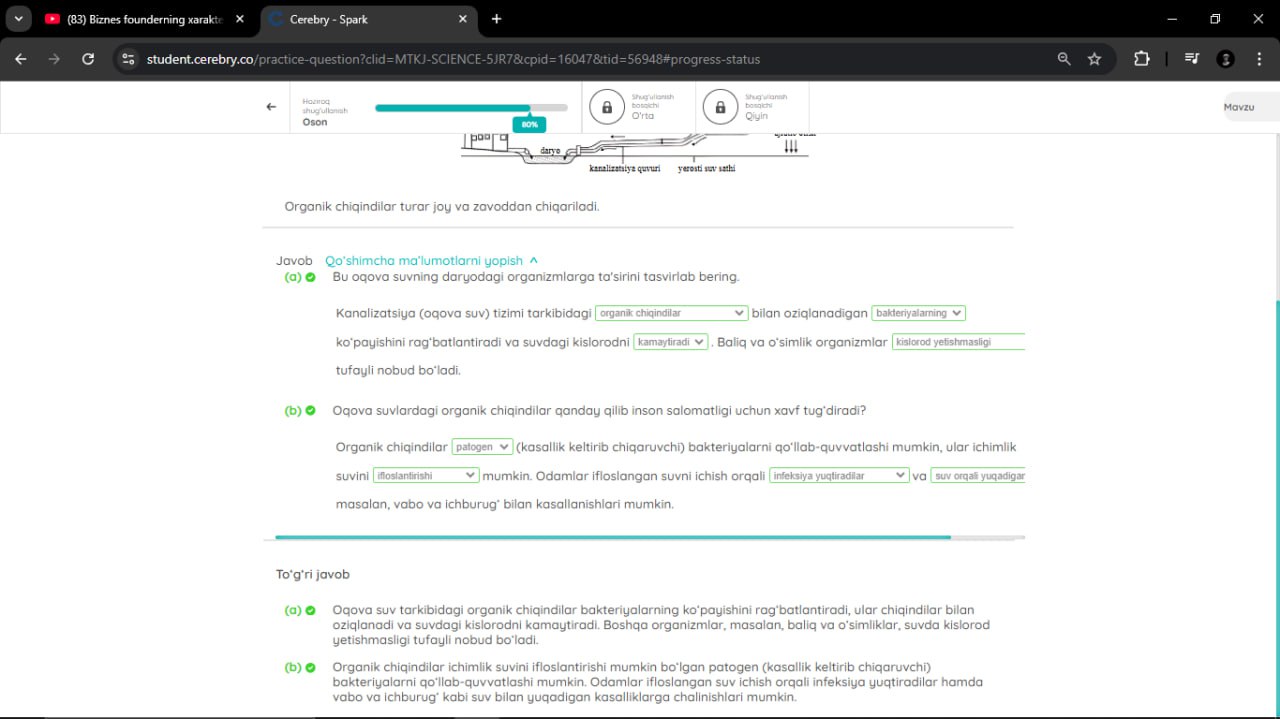 (83) Biznes founderning xarakte
Cerebry - Spark
student.cerebry.co/practice-question?clid=MTKJ-SCIENCE-5JR7&cpid=16047&tid=56948#progress-status
Hoziroq
shug'ullanish
Oson
80%
Shug'ullanish
bosqichi
O'rta
Shug'ullanish
bosqichi
Qiyin
Mavzu
daryo
kanalizatsiya quvuri yerosti suv sathi
Organik chiqindilar turar joy va zavoddan chiqariladi.
Javob Qo'shimcha ma'lumotlarni yopish
(a) Bu oqova suvning daryodagi organizmlarga ta'sirini tasvirlab bering.
Kanalizatsiya (oqova suv) tizimi tarkibidagi organik chiqindilar bilan oziqlanadigan bakteriyalarning
ko'payishini rag'batlantiradi va suvdagi kislorodni kamaytiradi . Baliq va o'simlik organizmlar kislorod yetishmasligi
tufayli nobud bo'ladi.
(b) Oqova suvlardagi organik chiqindilar qanday qilib inson salomatligi uchun xavf tug'diradi?
Organik chiqindilar patogen (kasallik keltirib chiqaruvchi) bakteriyalarni qo'llab-quvvatlashi mumkin, ular ichimlik
suvini ifloslantirishi mumkin. Odamlar ifloslangan suvni ichish orqali infeksiya yuqtiradilar va suv orqali yuqadigan
masalan, vabo va ichburug' bilan kasallanishlari mumkin.
To'g'ri javob
(a) Oqova suv tarkibidagi organik chiqindilar bakteriyalarning ko'payishini rag'batlantiradi, ular chiqindilar bilan
oziqlanadi va suvdagi kislorodni kamaytiradi. Boshqa organizmlar, masalan, baliq va o'simliklar, suvda kislorod
yetishmasligi tufayli nobud bo'ladi.
(b) Organik chiqindilar ichimlik suvini ifloslantirishi mumkin bo'lgan patogen (kasallik keltirib chiqaruvchi)
bakteriyalarni qo'llab-quvvatlashi mumkin. Odamlar ifloslangan suv ichish orqali infeksiya yuqtiradilar hamda
vabo va ichburug' kabi suv bilan yuqadigan kasalliklarga chalinishlari mumkin.